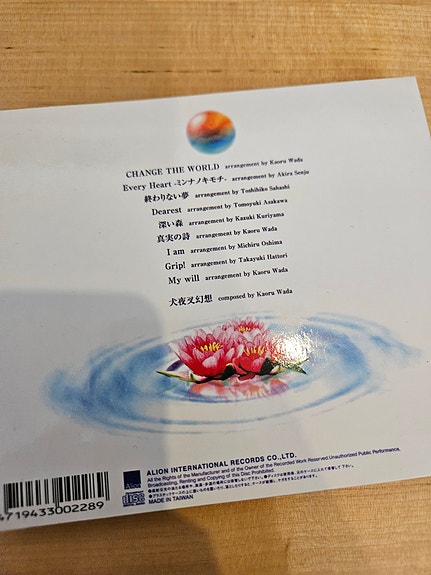 CHANGE THE WORLD arrangement by Kaoru Wada
Every Heart -ミンナノキモチ- arrangement by Akira Senju
終わりない夢 arrangement by Toshihiko Sahashi
Dearest arrangement by Tomoyuki Asakawa
深い森 arrangement by Kazuki Kuriyama
真実の詩 arrangement by Kaoru Wada
I am arrangement by Michiru Oshima
Grip! arrangement by Takayuki Hattori
My will arrangement by Kaoru Wada
犬夜叉幻想 composed by Kaoru Wada
Alion
ALION INTERNATIONAL RECORDS CO.,LTD.
All Rights of the Manufacturer and of the Owner of the Recorded Work Reserved.Unauthorized Public Performance,
Broadcasting, Renting and Copying of this Disc Prohibited.
MADE IN TAIWAN.
4719433002289